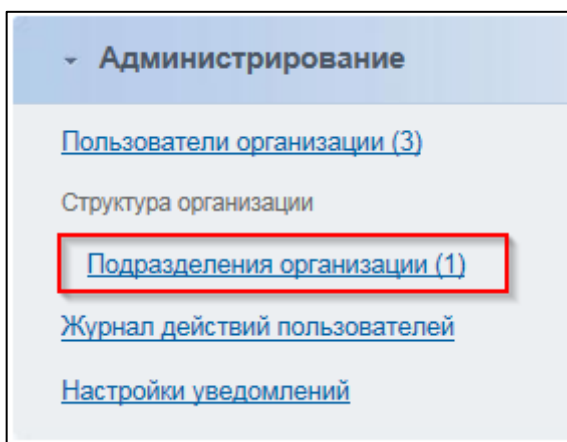 Администрирование
Пользователи организации (3)
Структура организации
Подразделения организации (1)
Журнал действий пользователей
Настройки уведомлений